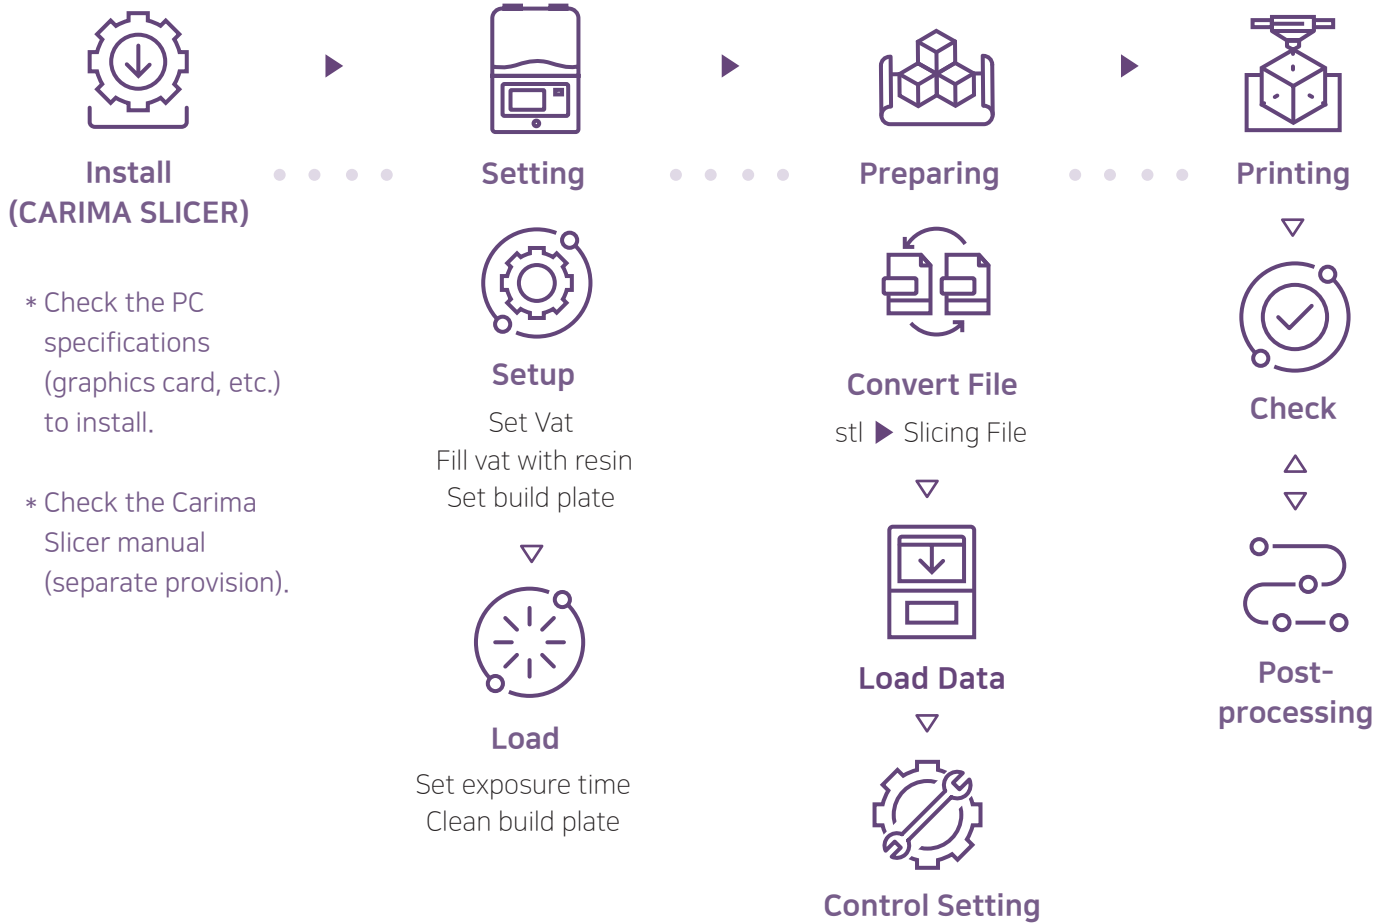 Install
(CARIMA SLICER)
* Check the PC
specifications
(graphics card, etc.)
to install.
* Check the Carima
Slicer manual
(separate provision).
Setting
Setup
Set Vat
Fill vat with resin
Set build plate
Load
Set exposure time
Clean build plate
Preparing
Convert File
stl ▶ Slicing File
Load Data
Control Setting
Printing
Check
Post-
processing